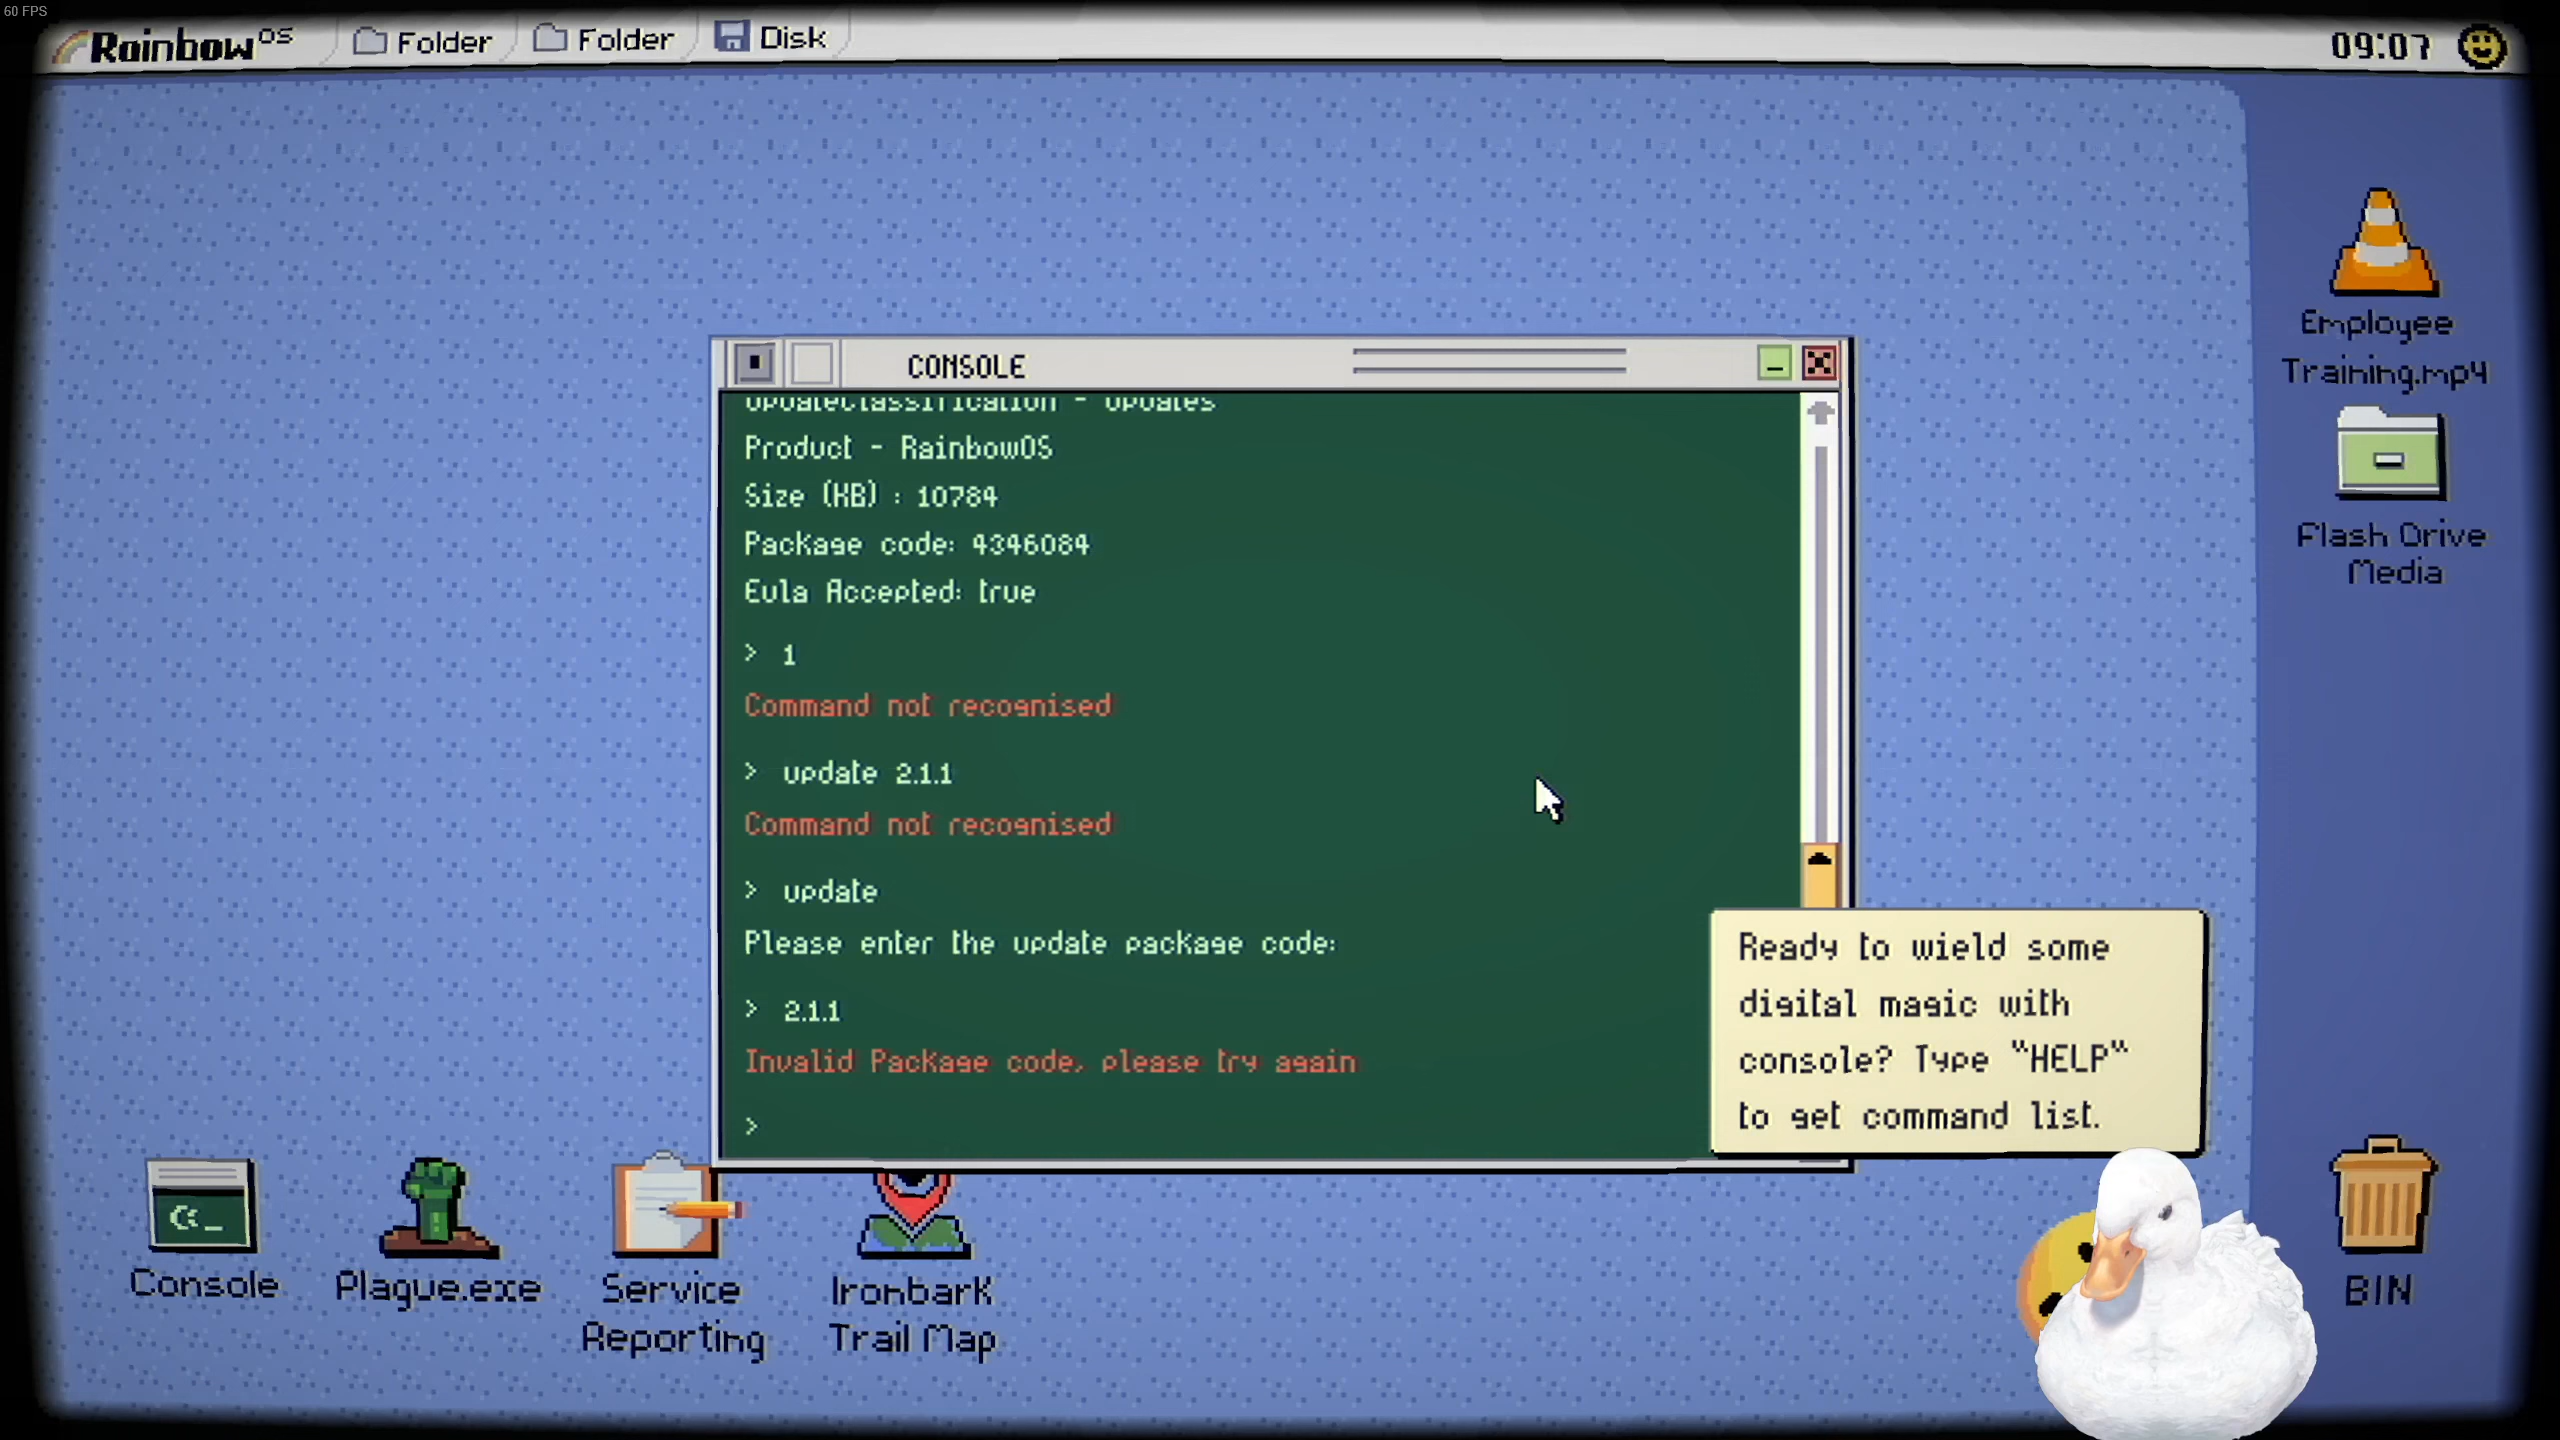 60 FPS
RainbowOS
Folder
Folder
Disk
09:07
Employee
Training.mp4
Flash Drive
Media
CONSOLE
UpdateClassification - Updates
Product - RainbowOS
Size (KB) : 10784
Package code: 4346084
Eula Accepted: true
> 1
Command not recognised
> update 2.1.1
Command not recognised
> update
Please enter the update package code:
> 2.1.1
Invalid Package code, please try again
>
Ready to wield some
digital magic with
console? Type "HELP"
to get command list.
Console
Plague.exe
Service
Reporting
Ironbark
Trail Map
BIN